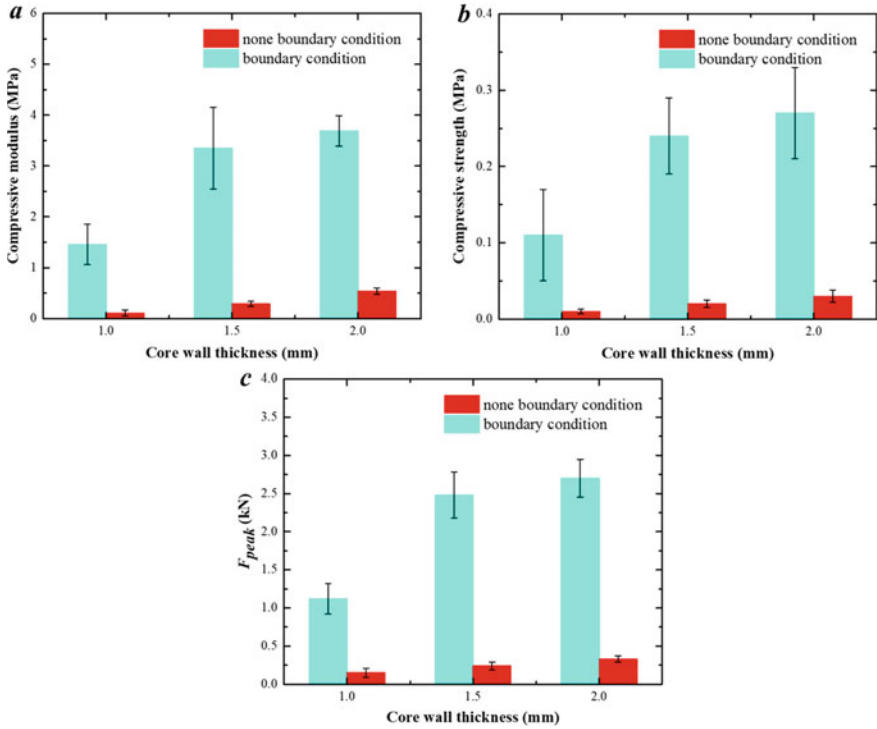 a
Compressive modulus (MPa)
6
5
4
3
2
1
0
none boundary condition
boundary condition
1.0 1.5 2.0
Core wall thickness (mm)
b
Compressive strength (MPa)
0.4
0.3
0.2
0.1
0.0
none boundary condition
boundary condition
1.0 1.5 2.0
Core wall thickness (mm)
c
F_peak (kN)
4.0
3.5
3.0
2.5
2.0
1.5
1.0
0.5
0.0
none boundary condition
boundary condition
1.0 1.5 2.0
Core wall thickness (mm)